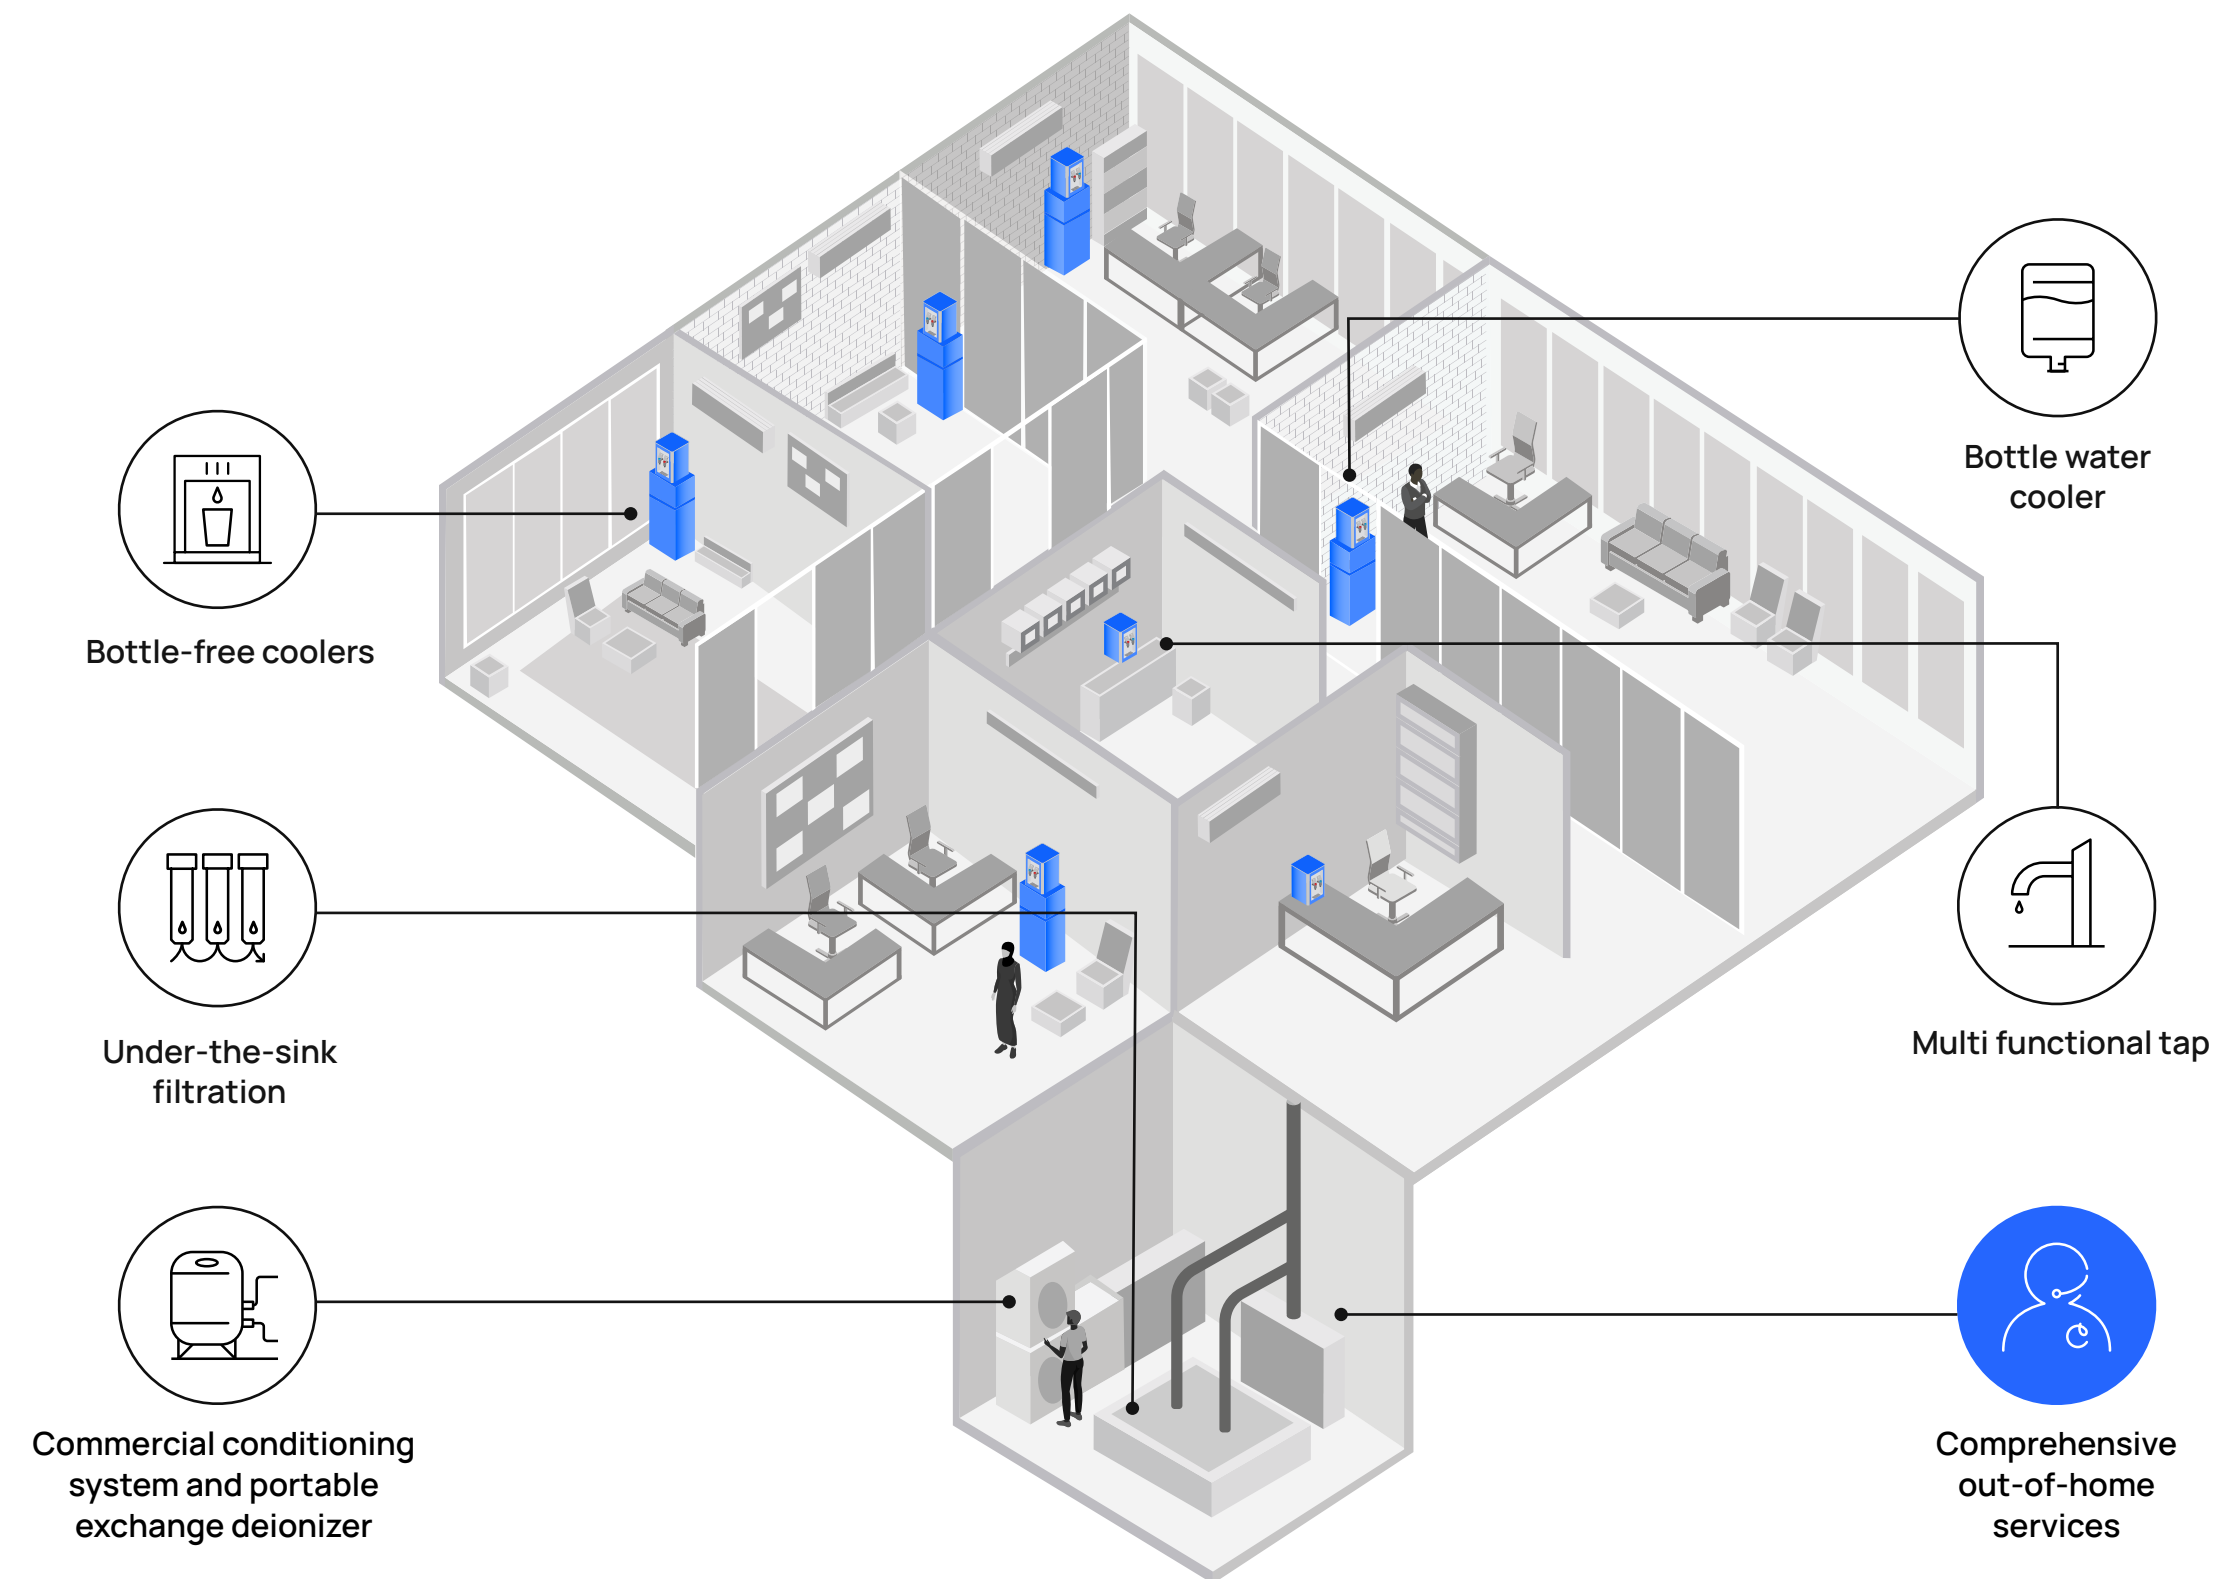 Bottle water
cooler
Bottle-free coolers
Under-the-sink
filtration
Multi functional tap
Commercial conditioning
system and portable
exchange deionizer
Comprehensive
out-of-home
services